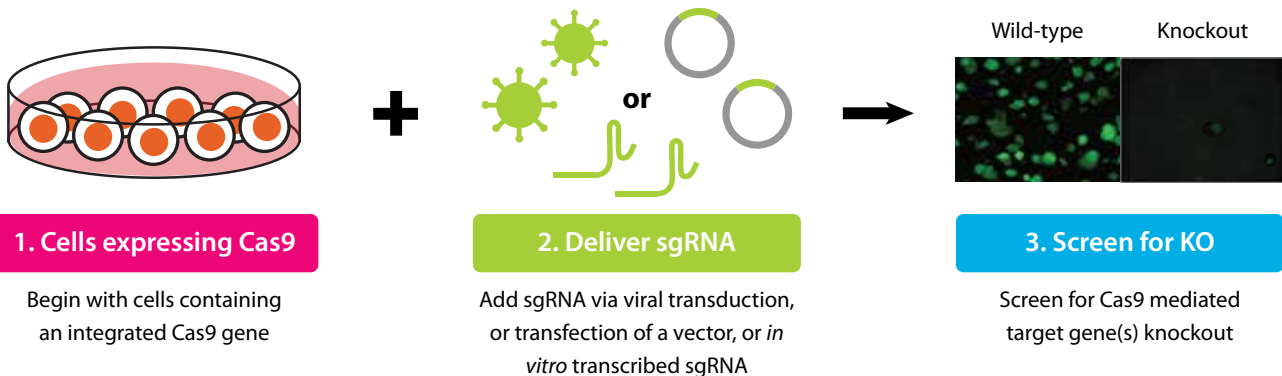 or
Wild-type
Knockout
1. Cells expressing Cas9
Begin with cells containing
an integrated Cas9 gene
2. Deliver sgRNA
Add sgRNA via viral transduction,
or transfection of a vector, or in
vitro transcribed sgRNA
3. Screen for KO
Screen for Cas9 mediated
target gene(s) knockout